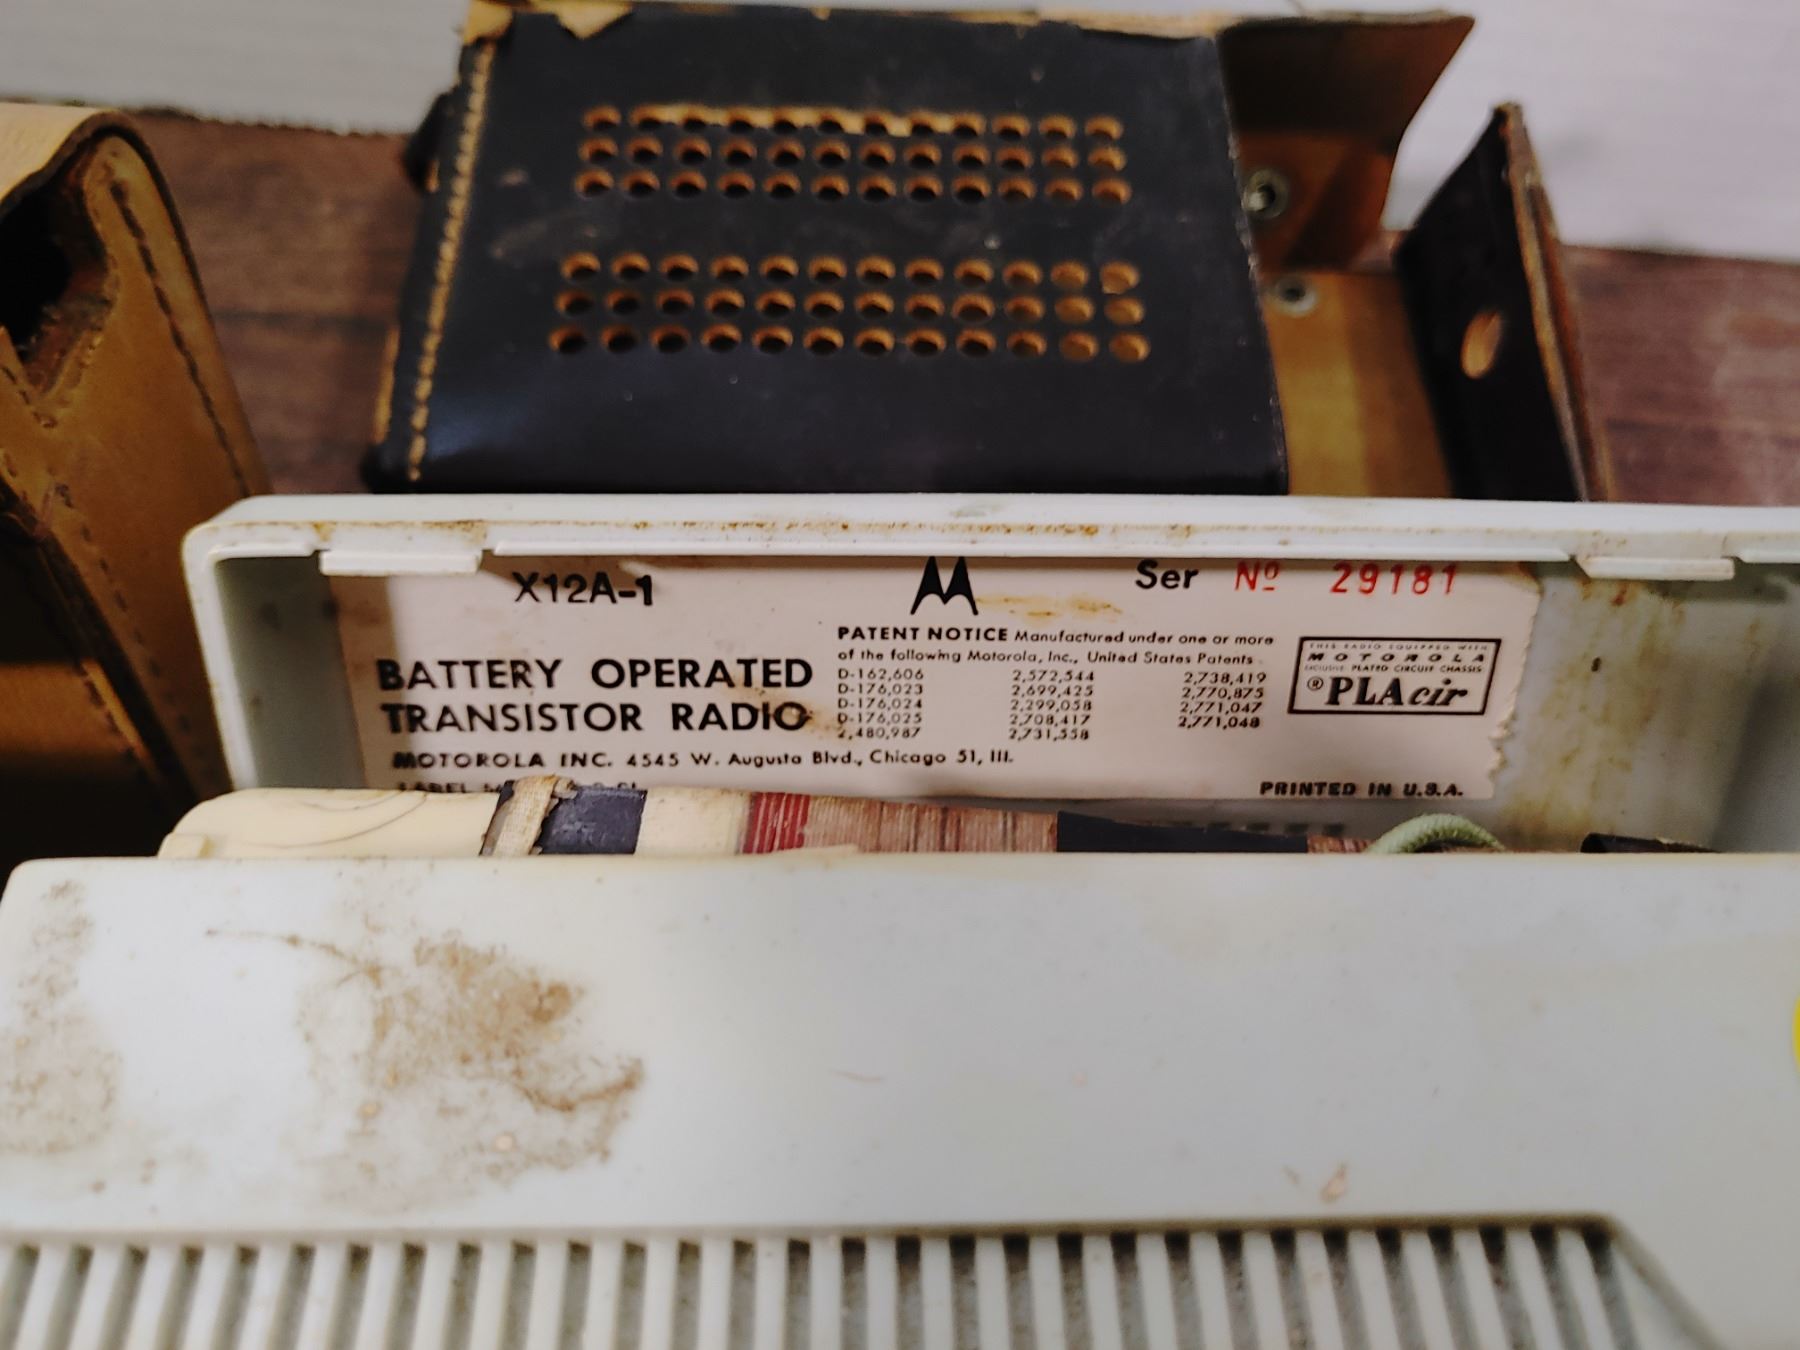 X12A-1
Ser Nº 29181
BATTERY OPERATED
TRANSISTOR RADIO
MOTOROLA INC. 4545 W. Augusta Blvd., Chicago 51, Ill.
LABEL
PATENT NOTICE Manufactured under one or more
of the following Motorola, Inc., United States Patents
D-162,606 2,572,544 2,738,419
D-176,023 2,699,425 2,770,875
D-176,024 2,299,058 2,771,047
D-176,025 2,708,417 2,771,048
2,480,987 2,731,558
THIS RADIO EQUIPPED WITH
MOTOROLA
EXCLUSIVE PLATED CIRCUIT CHASSIS
®PLAcir
PRINTED IN U.S.A.